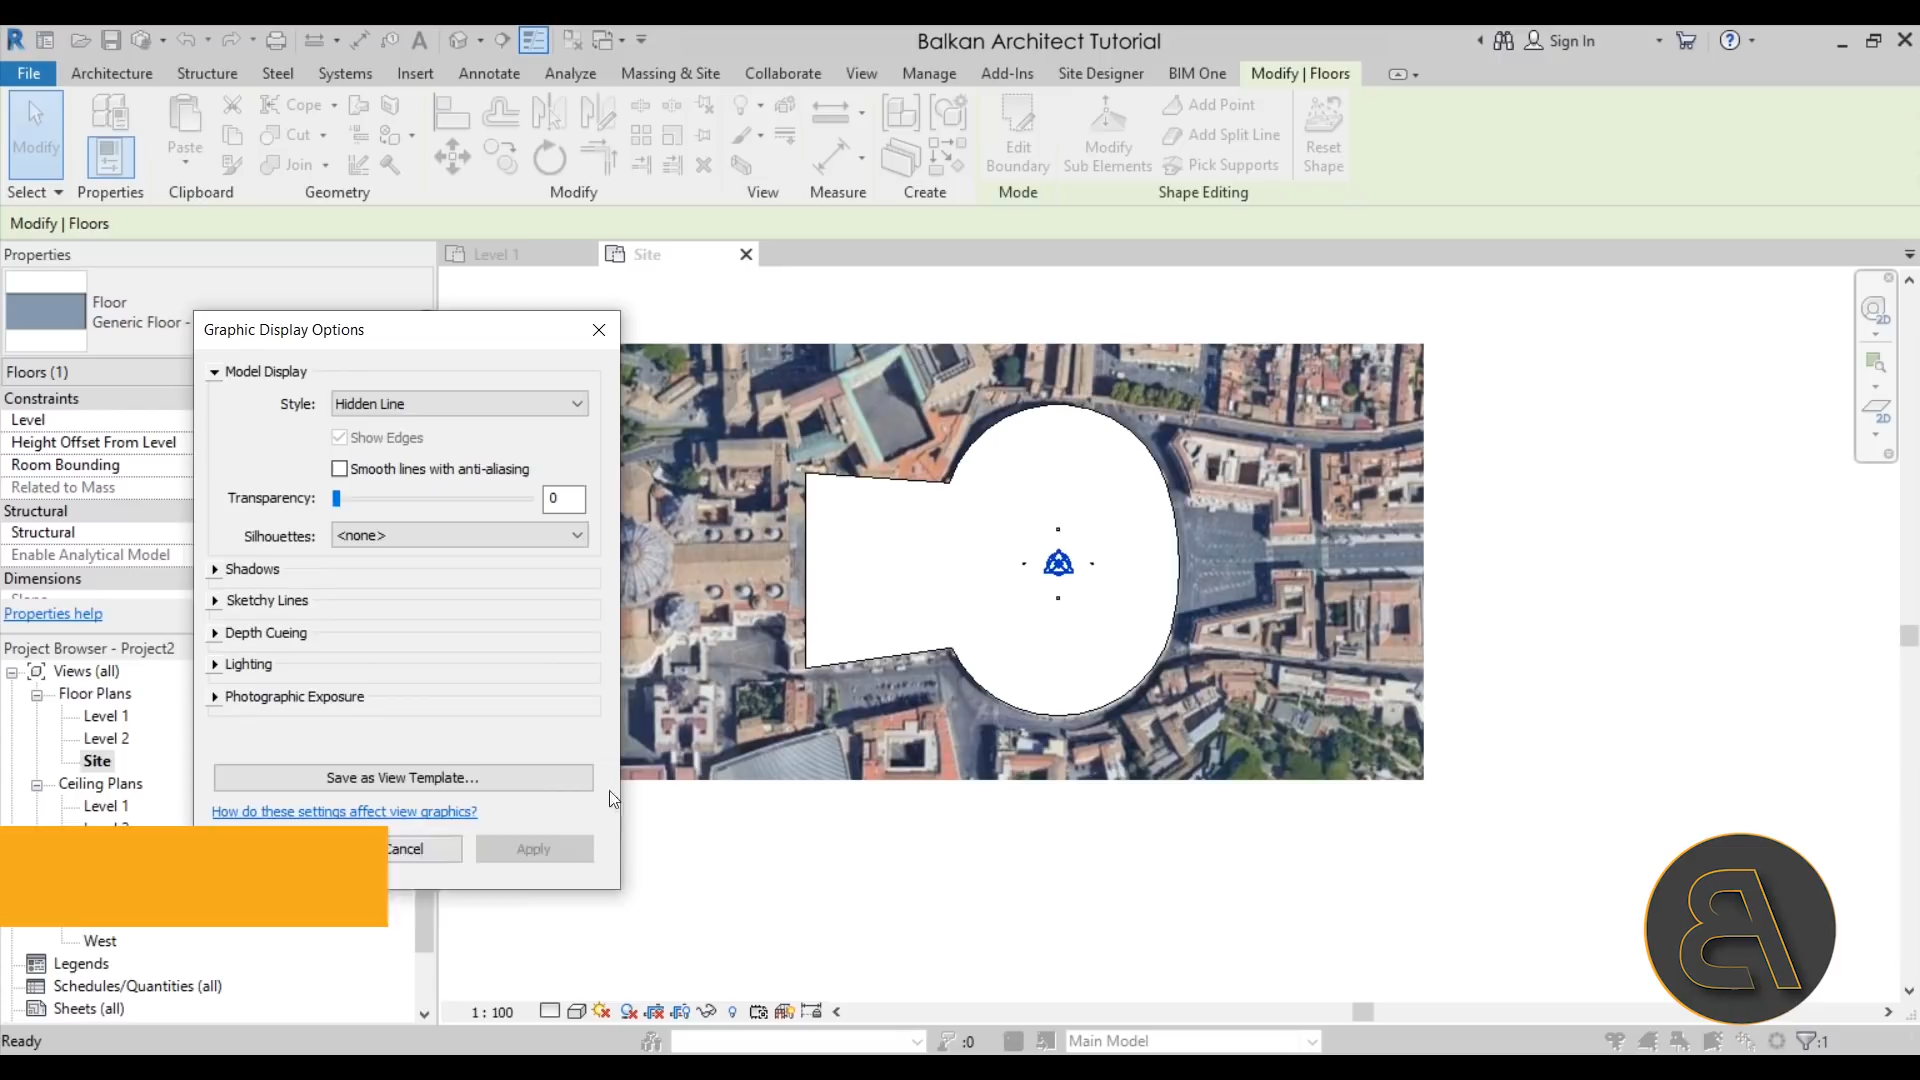 Balkan Architect Tutorial
Sign In
File
Architecture
Structure
Steel
Systems
Insert
Annotate
Analyze
Massing & Site
Collaborate
View
Manage
Add-Ins
Site Designer
BIM One
Modify | Floors
Modify
Paste
Cope
Cut
Join
Edit
Boundary
Modify
Sub Elements
Add Point
Add Split Line
Pick Supports
Reset
Shape
Select
Properties
Clipboard
Geometry
Modify
View
Measure
Create
Mode
Shape Editing
Modify | Floors
Properties
Level 1
Site
Floor
Generic Floor -
Floors (1)
Constraints
Level
Height Offset From Level
Room Bounding
Related to Mass
Structural
Structural
Enable Analytical Model
Dimensions
Properties help
Project Browser - Project2
Views (all)
Floor Plans
Level 1
Level 2
Site
Ceiling Plans
Level 1
West
Legends
Schedules/Quantities (all)
Sheets (all)
Graphic Display Options
Model Display
Style:
Hidden Line
Show Edges
Smooth lines with anti-aliasing
Transparency:
0
Silhouettes:
<none>
Shadows
Sketchy Lines
Depth Cueing
Lighting
Photographic Exposure
Save as View Template...
How do these settings affect view graphics?
Cancel
Apply
2D
2D
1 : 100
Ready
:0
Main Model
:1